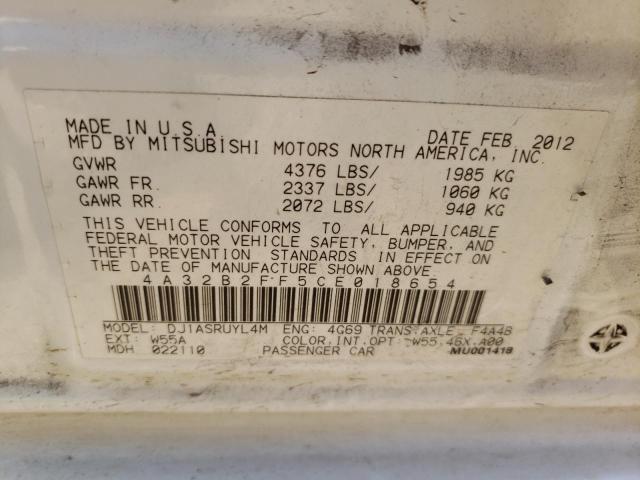 MADE IN U.S.A. DATE FEB 2012
MFD BY MITSUBISHI MOTORS NORTH AMERICA, INC.
GVWR 4376 LBS/ 1985 KG
GAWR FR. 2337 LBS/ 1060 KG
GAWR RR. 2072 LBS/ 940 KG
THIS VEHICLE CONFORMS TO ALL APPLICABLE
FEDERAL MOTOR VEHICLE SAFETY, BUMPER, AND
THEFT PREVENTION STANDARDS IN EFFECT ON
THE DATE OF MANUFACTURE SHOWN ABOVE
4A32B2FF5CE018654
MODEL: DJ1ASRUYL4M ENG: 4G69 TRANS.AXLE F4A4B
EXT: W55A COLOR,INT,OPT: W55,46X,A00
MDH 022110 PASSENGER CAR MU001418